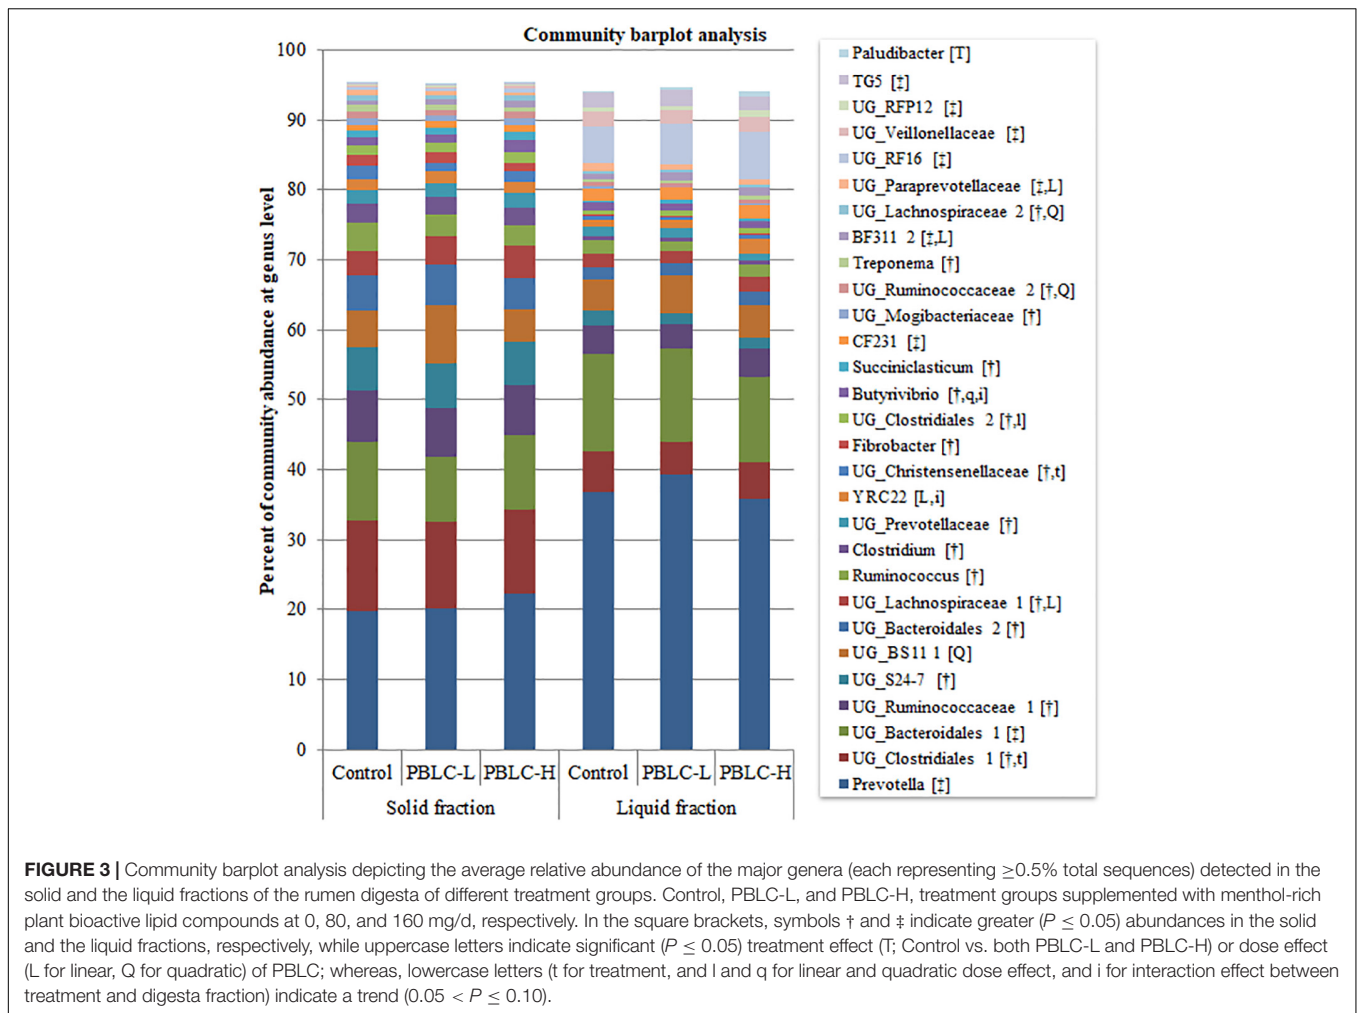 Community barplot analysis
Percent of community abundance at genus level
100
90
80
70
60
50
40
30
20
10
0
Control PBLC-L PBLC-H Control PBLC-L PBLC-H
Solid fraction Liquid fraction
Paludibacter [T]
TG5 [‡]
UG_RFP12 [‡]
UG_Veillonellaceae [‡]
UG_RF16 [‡]
UG_Paraprevotellaceae [‡,L]
UG_Lachnospiraceae 2 [†,Q]
BF311 2 [‡,L]
Treponema [†]
UG_Ruminococcaceae 2 [†,Q]
UG_Mogibacteriaceae [†]
CF231 [‡]
Succiniclasticum [†]
Butyrivibrio [†,q,i]
UG_Clostridiales 2 [†,l]
Fibrobacter [†]
UG_Christensenellaceae [†,t]
YRC22 [L,i]
UG_Prevotellaceae [†]
Clostridium [†]
Ruminococcus [†]
UG_Lachnospiraceae 1 [†,L]
UG_Bacteroidales 2 [†]
UG_BS11 1 [Q]
UG_S24-7 [†]
UG_Ruminococcaceae 1 [†]
UG_Bacteroidales 1 [‡]
UG_Clostridiales 1 [†,t]
Prevotella [‡]
FIGURE 3 | Community barplot analysis depicting the average relative abundance of the major genera (each representing ≥0.5% total sequences) detected in the
solid and the liquid fractions of the rumen digesta of different treatment groups. Control, PBLC-L, and PBLC-H, treatment groups supplemented with menthol-rich
plant bioactive lipid compounds at 0, 80, and 160 mg/d, respectively. In the square brackets, symbols † and ‡ indicate greater (P ≤ 0.05) abundances in the solid
and the liquid fractions, respectively, while uppercase letters indicate significant (P ≤ 0.05) treatment effect (T; Control vs. both PBLC-L and PBLC-H) or dose effect
(L for linear, Q for quadratic) of PBLC; whereas, lowercase letters (t for treatment, and l and q for linear and quadratic dose effect, and i for interaction effect between
treatment and digesta fraction) indicate a trend (0.05 < P ≤ 0.10).